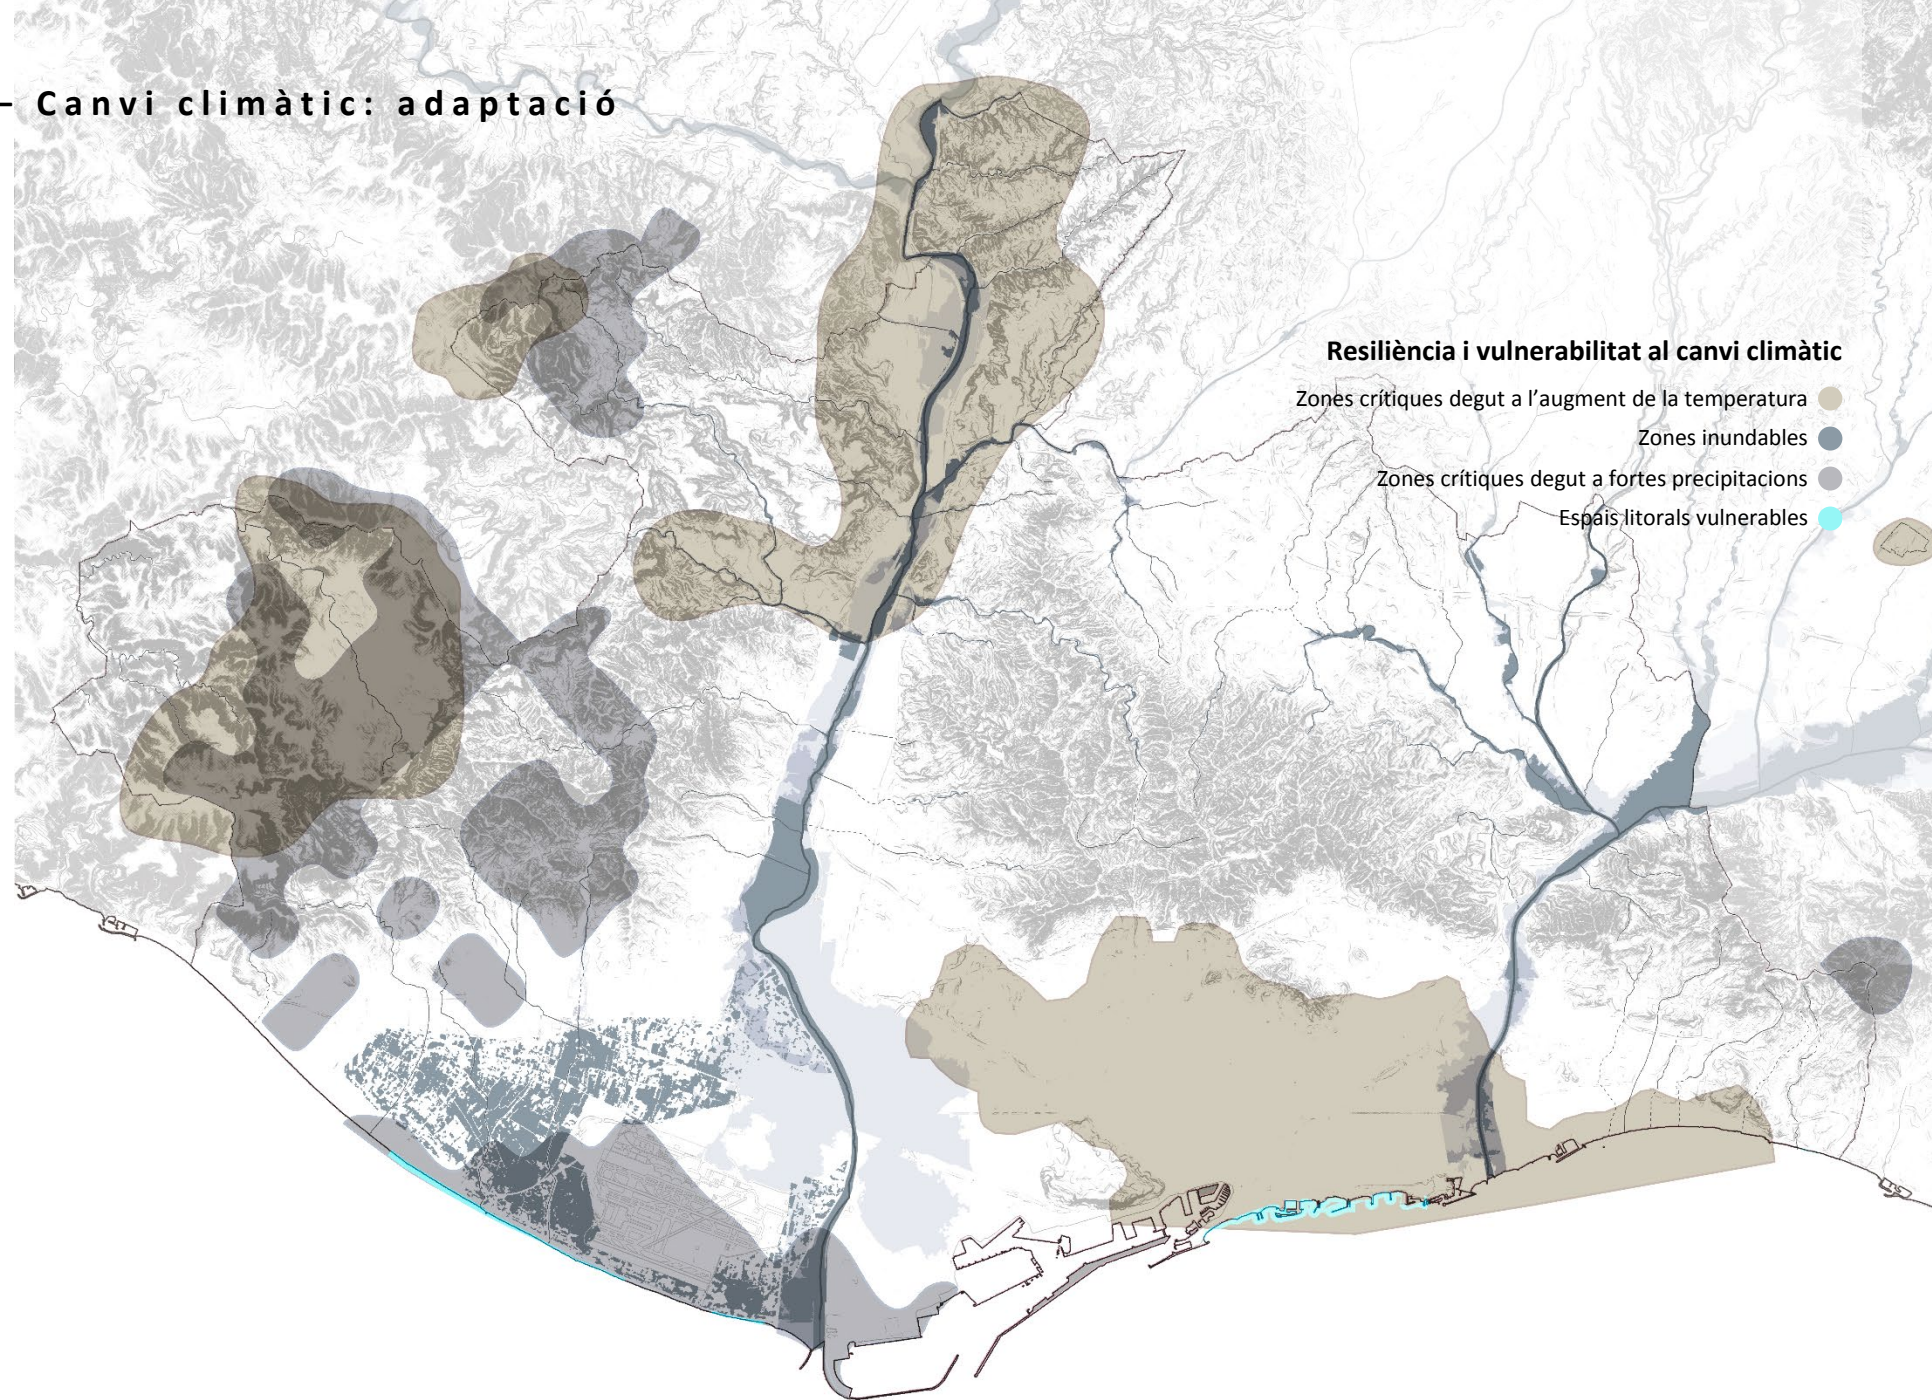 – Canvi climàtic: adaptació
Resiliència i vulnerabilitat al canvi climàtic
Zones crítiques degut a l’augment de la temperatura
Zones inundables
Zones crítiques degut a fortes precipitacions
Espais litorals vulnerables